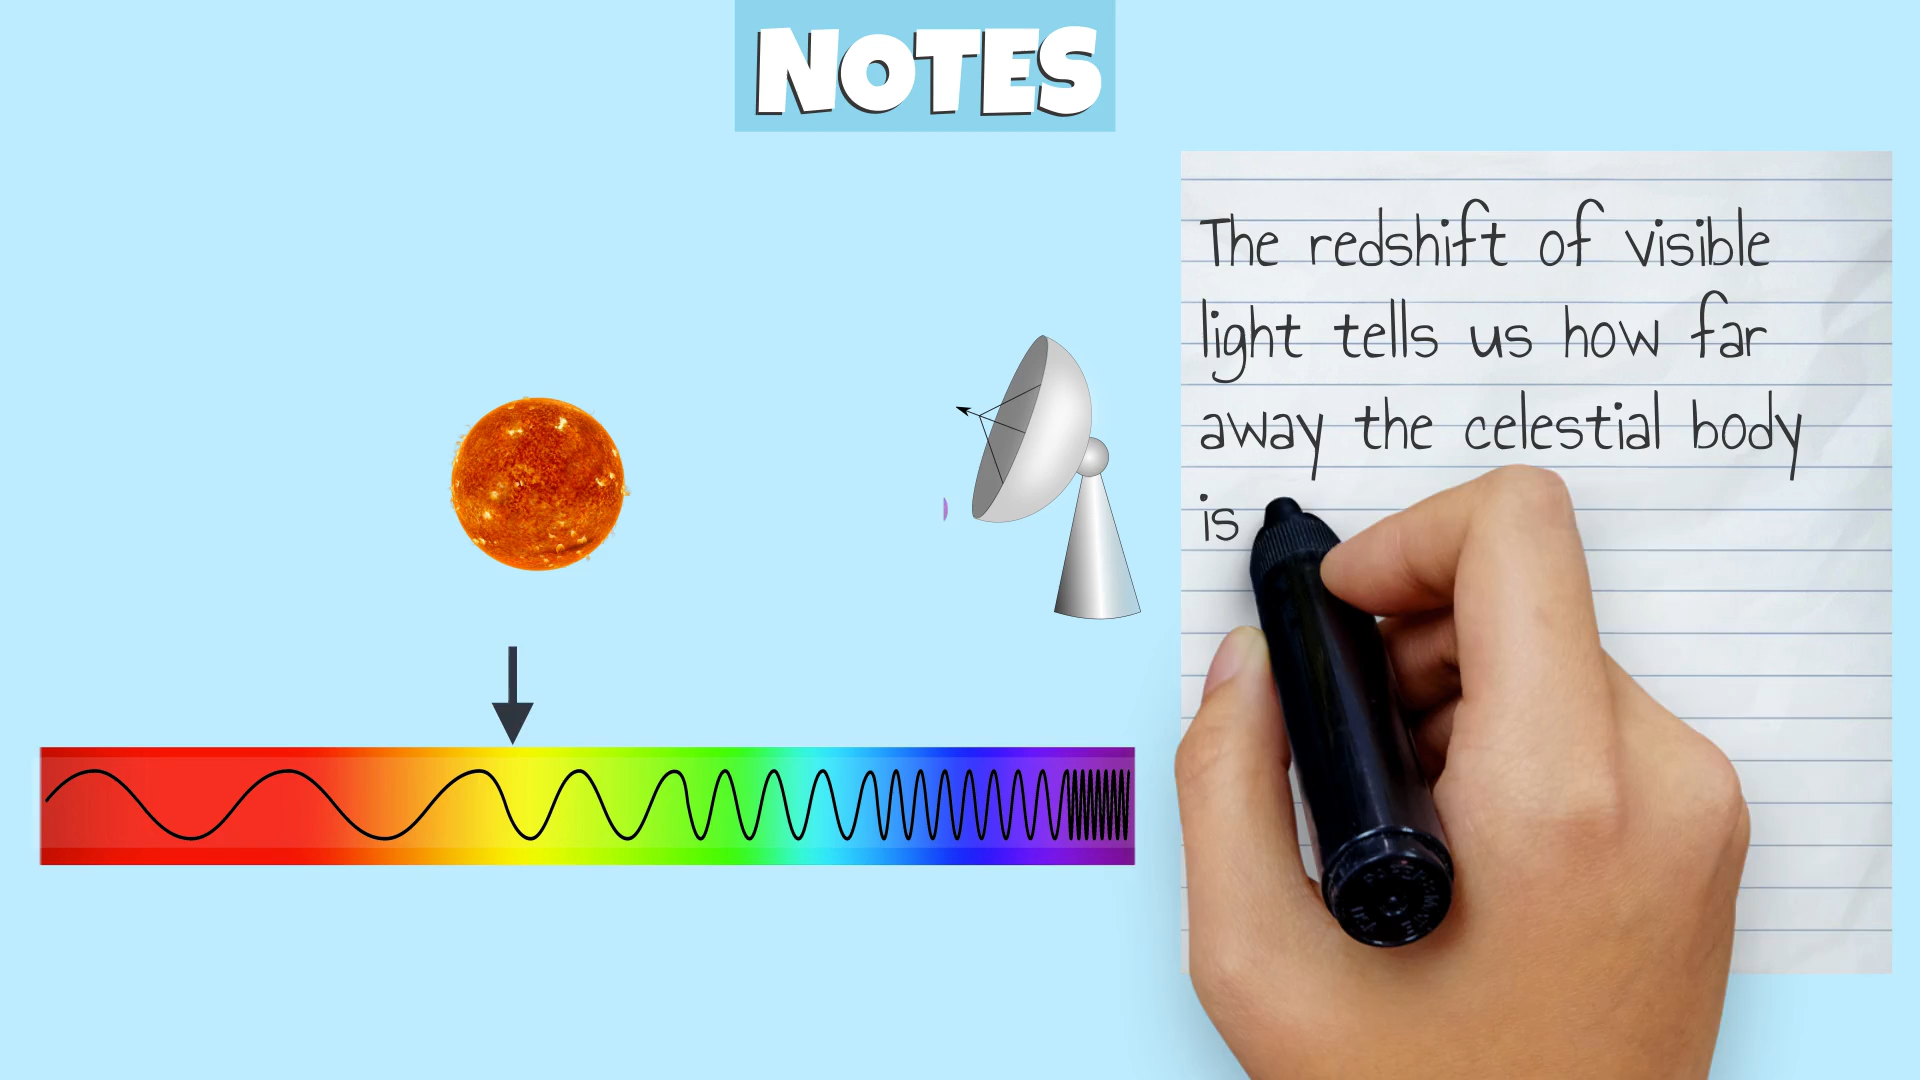 NOTES
The redshift of visible
light tells us how far
away the celestial body
is